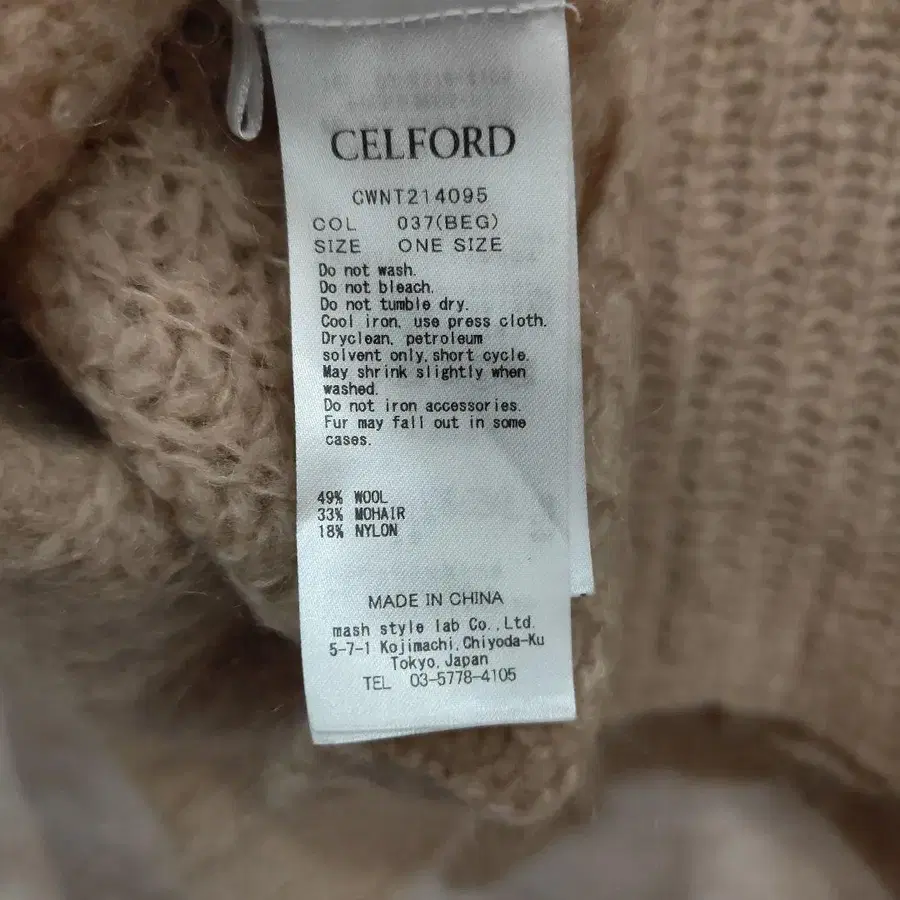 CELFORD
CWNT214095
COL 037(BEG)
SIZE ONE SIZE
Do not wash.
Do not bleach.
Do not tumble dry.
Cool iron, use press cloth.
Dryclean, petroleum
solvent only,short cycle.
May shrink slightly when
washed.
Do not iron accessories.
Fur may fall out in some
cases.
49% WOOL
33% MOHAIR
18% NYLON
MADE IN CHINA
mash style lab Co.,Ltd.
5-7-1 Kojimachi,Chiyoda-Ku
Tokyo,Japan
TEL 03-5778-4105